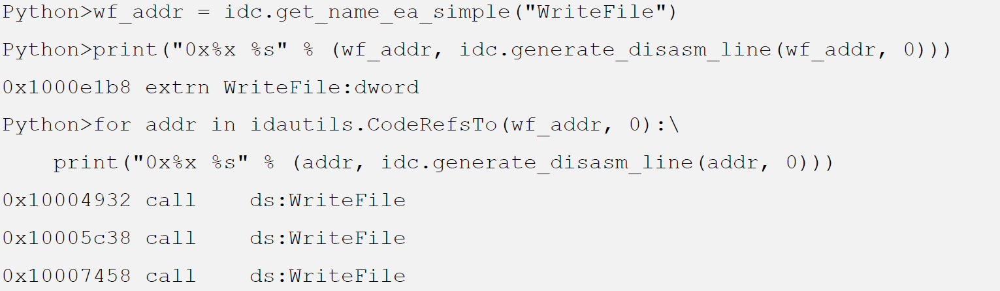 Python>wf_addr = idc.get_name_ea_simple("WriteFile")
Python>print("0x%x %s" % (wf_addr, idc.generate_disasm_line(wf_addr, 0)))
0x1000e1b8 extrn WriteFile:dword
Python>for addr in idautils.CodeRefsTo(wf_addr, 0):\
    print("0x%x %s" % (addr, idc.generate_disasm_line(addr, 0)))
0x10004932 call    ds:WriteFile
0x10005c38 call    ds:WriteFile
0x10007458 call    ds:WriteFile